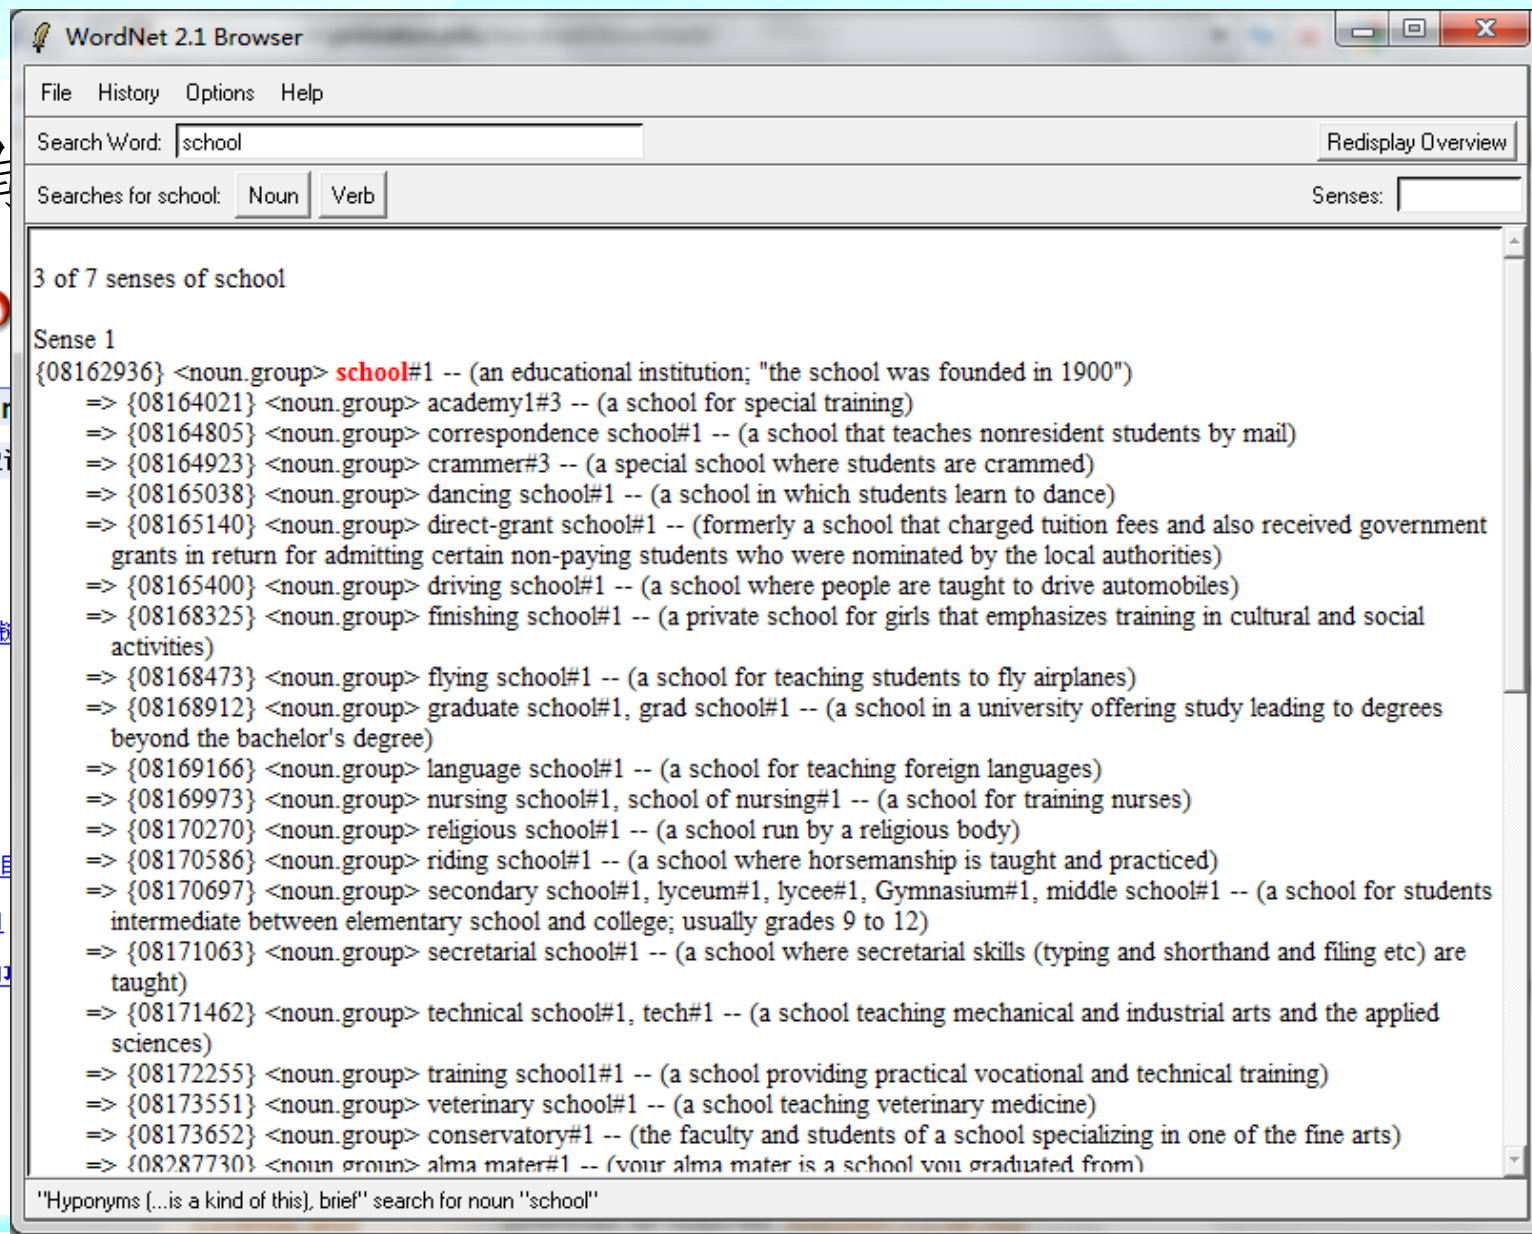 WordNet 2.1 Browser
File History Options Help
Search Word: school Redisplay Overview
Searches for school: Noun Verb Senses:
3 of 7 senses of school
Sense 1
{08162936} <noun.group> school#1 -- (an educational institution; "the school was founded in 1900")
=> {08164021} <noun.group> academy1#3 -- (a school for special training)
=> {08164805} <noun.group> correspondence school#1 -- (a school that teaches nonresident students by mail)
=> {08164923} <noun.group> crammer#3 -- (a special school where students are crammed)
=> {08165038} <noun.group> dancing school#1 -- (a school in which students learn to dance)
=> {08165140} <noun.group> direct-grant school#1 -- (formerly a school that charged tuition fees and also received government
grants in return for admitting certain non-paying students who were nominated by the local authorities)
=> {08165400} <noun.group> driving school#1 -- (a school where people are taught to drive automobiles)
=> {08168325} <noun.group> finishing school#1 -- (a private school for girls that emphasizes training in cultural and social
activities)
=> {08168473} <noun.group> flying school#1 -- (a school for teaching students to fly airplanes)
=> {08168912} <noun.group> graduate school#1, grad school#1 -- (a school in a university offering study leading to degrees
beyond the bachelor's degree)
=> {08169166} <noun.group> language school#1 -- (a school for teaching foreign languages)
=> {08169973} <noun.group> nursing school#1, school of nursing#1 -- (a school for training nurses)
=> {08170270} <noun.group> religious school#1 -- (a school run by a religious body)
=> {08170586} <noun.group> riding school#1 -- (a school where horsemanship is taught and practiced)
=> {08170697} <noun.group> secondary school#1, lyceum#1, lycee#1, Gymnasium#1, middle school#1 -- (a school for students
intermediate between elementary school and college; usually grades 9 to 12)
=> {08171063} <noun.group> secretarial school#1 -- (a school where secretarial skills (typing and shorthand and filing etc) are
taught)
=> {08171462} <noun.group> technical school#1, tech#1 -- (a school teaching mechanical and industrial arts and the applied
sciences)
=> {08172255} <noun.group> training school1#1 -- (a school providing practical vocational and technical training)
=> {08173551} <noun.group> veterinary school#1 -- (a school teaching veterinary medicine)
=> {08173652} <noun.group> conservatory#1 -- (the faculty and students of a school specializing in one of the fine arts)
=> {08287730} <noun.group> alma mater#1 -- (your alma mater is a school you graduated from)
"Hyponyms (...is a kind of this), brief" search for noun "school"